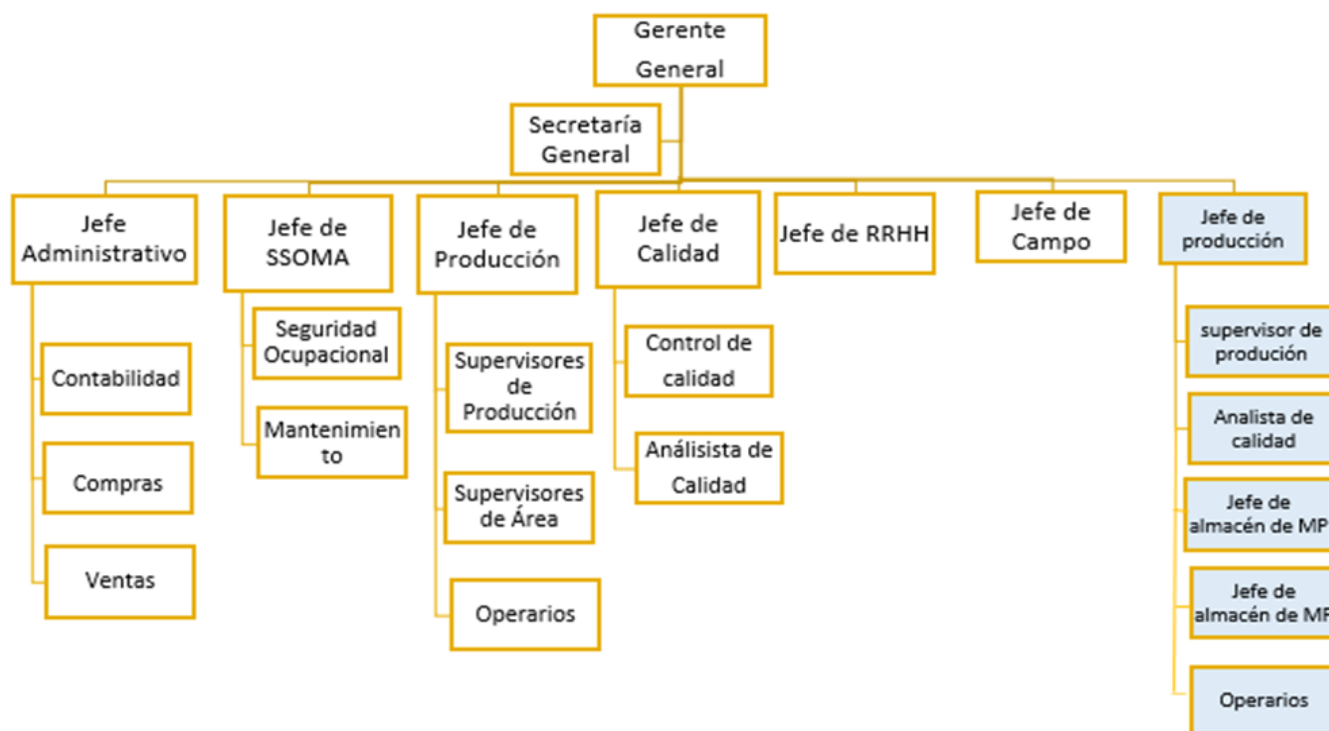 Gerente
General
Secretaría
General
Jefe
Administrativo
Contabilidad
Compras
Ventas
Jefe de
SSOMA
Seguridad
Ocupacional
Mantenimien
to
Jefe de
Producción
Supervisores
de
Producción
Supervisores
de Área
Operarios
Jefe de
Calidad
Control de
calidad
Análisista de
Calidad
Jefe de RRHH
Jefe de
Campo
Jefe de
producción
supervisor de
produción
Analista de
calidad
Jefe de
almacén de MP
Jefe de
almacén de
Operarios